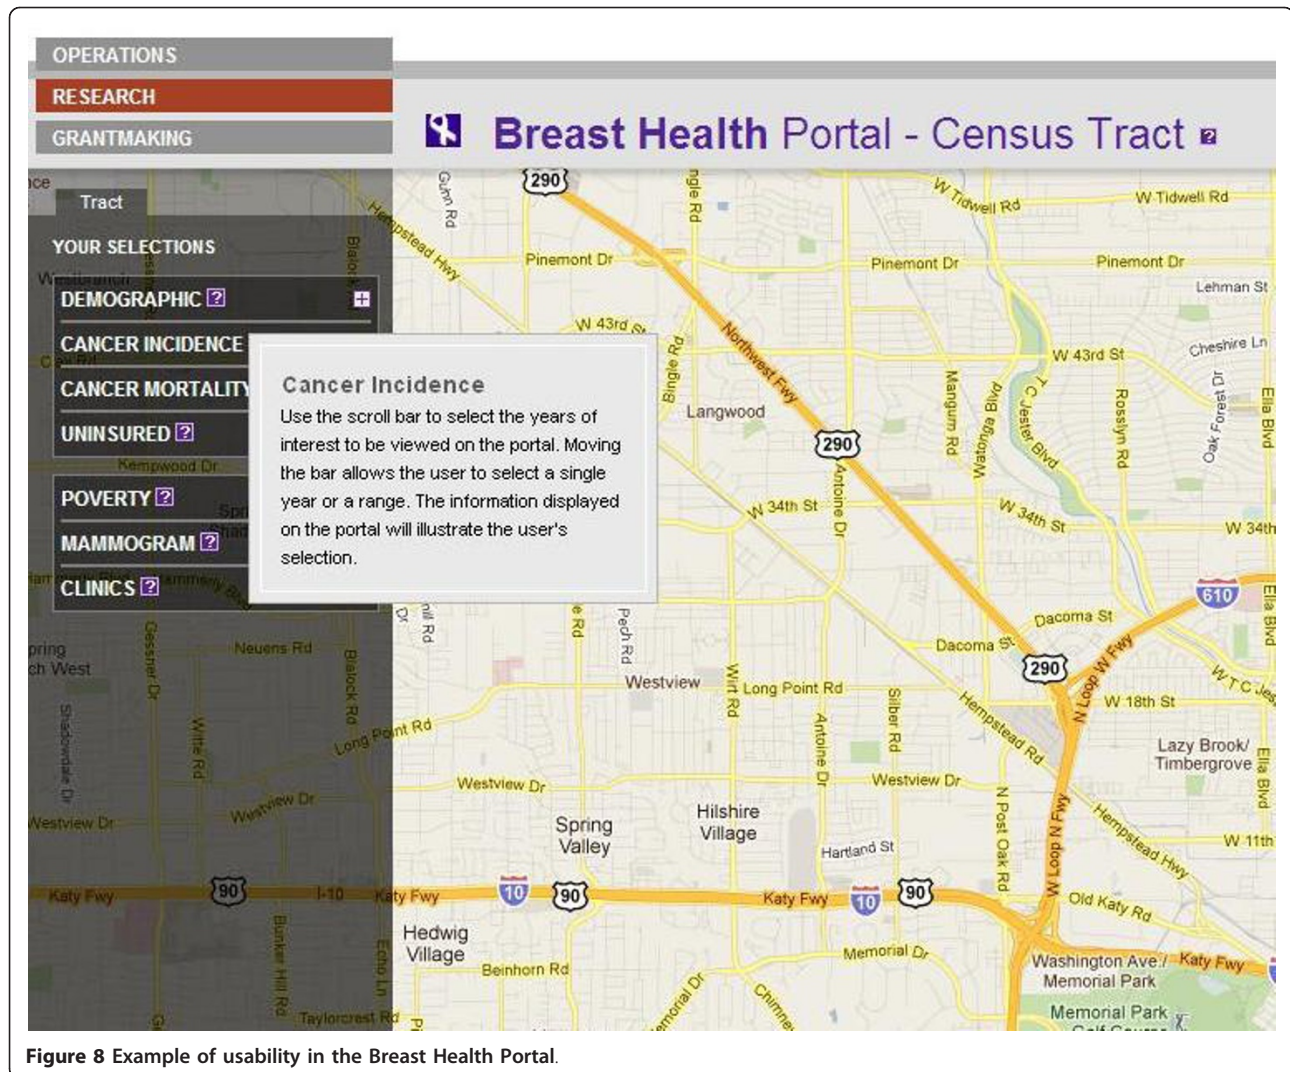 OPERATIONS
RESEARCH
GRANTMAKING
Breast Health Portal - Census Tract ?
Tract
YOUR SELECTIONS
DEMOGRAPHIC ? +
CANCER INCIDENCE
CANCER MORTALITY
UNINSURED ?
POVERTY ?
MAMMOGRAM ?
CLINICS ?
Cancer Incidence
Use the scroll bar to select the years of
interest to be viewed on the portal. Moving
the bar allows the user to select a single
year or a range. The information displayed
on the portal will illustrate the user's
selection.
290
Gunn Rd
Hempstead Hwy
W Tidwell Rd
W Tidwell Rd
Pinemont Dr
Pinemont Dr
Pinemont Dr
Lehman St
W 43rd St
Northwest Fwy
W 43rd St
Cheshire Ln
Bingle Rd
Langwood
Mangum Rd
Watonga Blvd
T C Jester Blvd
Rosslyn Rd
Oak Forest Dr
Ella Blvd
290
Antoine Dr
Kempwood Dr
W 34th St
W 34th St
W 34th
610
Ella Blvd
Dacoma St
Dacoma St
290
N Loop W Fwy
Pech Rd
Neuens Rd
Gessner Dr
Blalock Rd
Westview
Wirt Rd
Long Point Rd
Silber Rd
Hempstead Rd
W 18th St
W T C Jes
Shadowdale Dr
Witte Rd
Long Point Rd
Antoine Dr
Lazy Brook/
Timbergrove
Ella Blvd
Westview Dr
Westview Dr
Westview Dr
Westview Dr
N Post Oak Rd
Hilshire
Village
Spring
Valley
Hartland St
W Loop N Fwy
Hempstead Hwy
W 11th
Katy Fwy
90
I-10
Katy Fwy
10
90
Katy Fwy
10
90
Old Katy Rd
Katy Fwy
Hedwig
Village
Bunker Hill Rd
Echo Ln
Beinhorn Rd
Memorial Dr
Memorial Dr
Washington Ave./
Memorial Park
Taylorcrest Rd
Memorial Park
Golf Course
Figure 8 Example of usability in the Breast Health Portal.